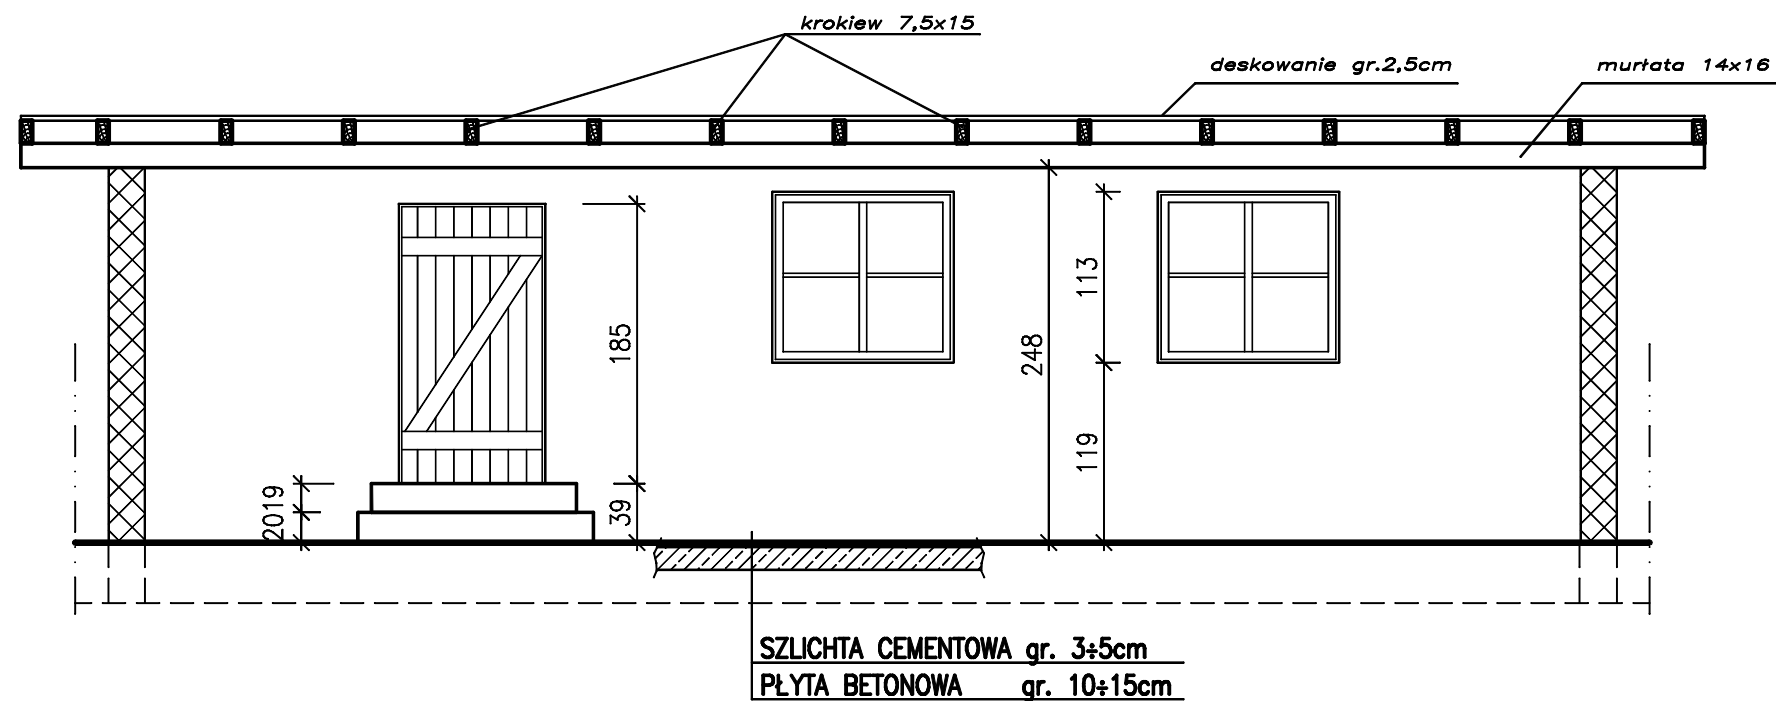 krokiew 7,5x15
deskowanie gr.2,5cm
murłata 14x16
113
185
248
119
2019
39
SZLICHTA CEMENTOWA gr. 3÷5cm
PŁYTA BETONOWA gr. 10÷15cm